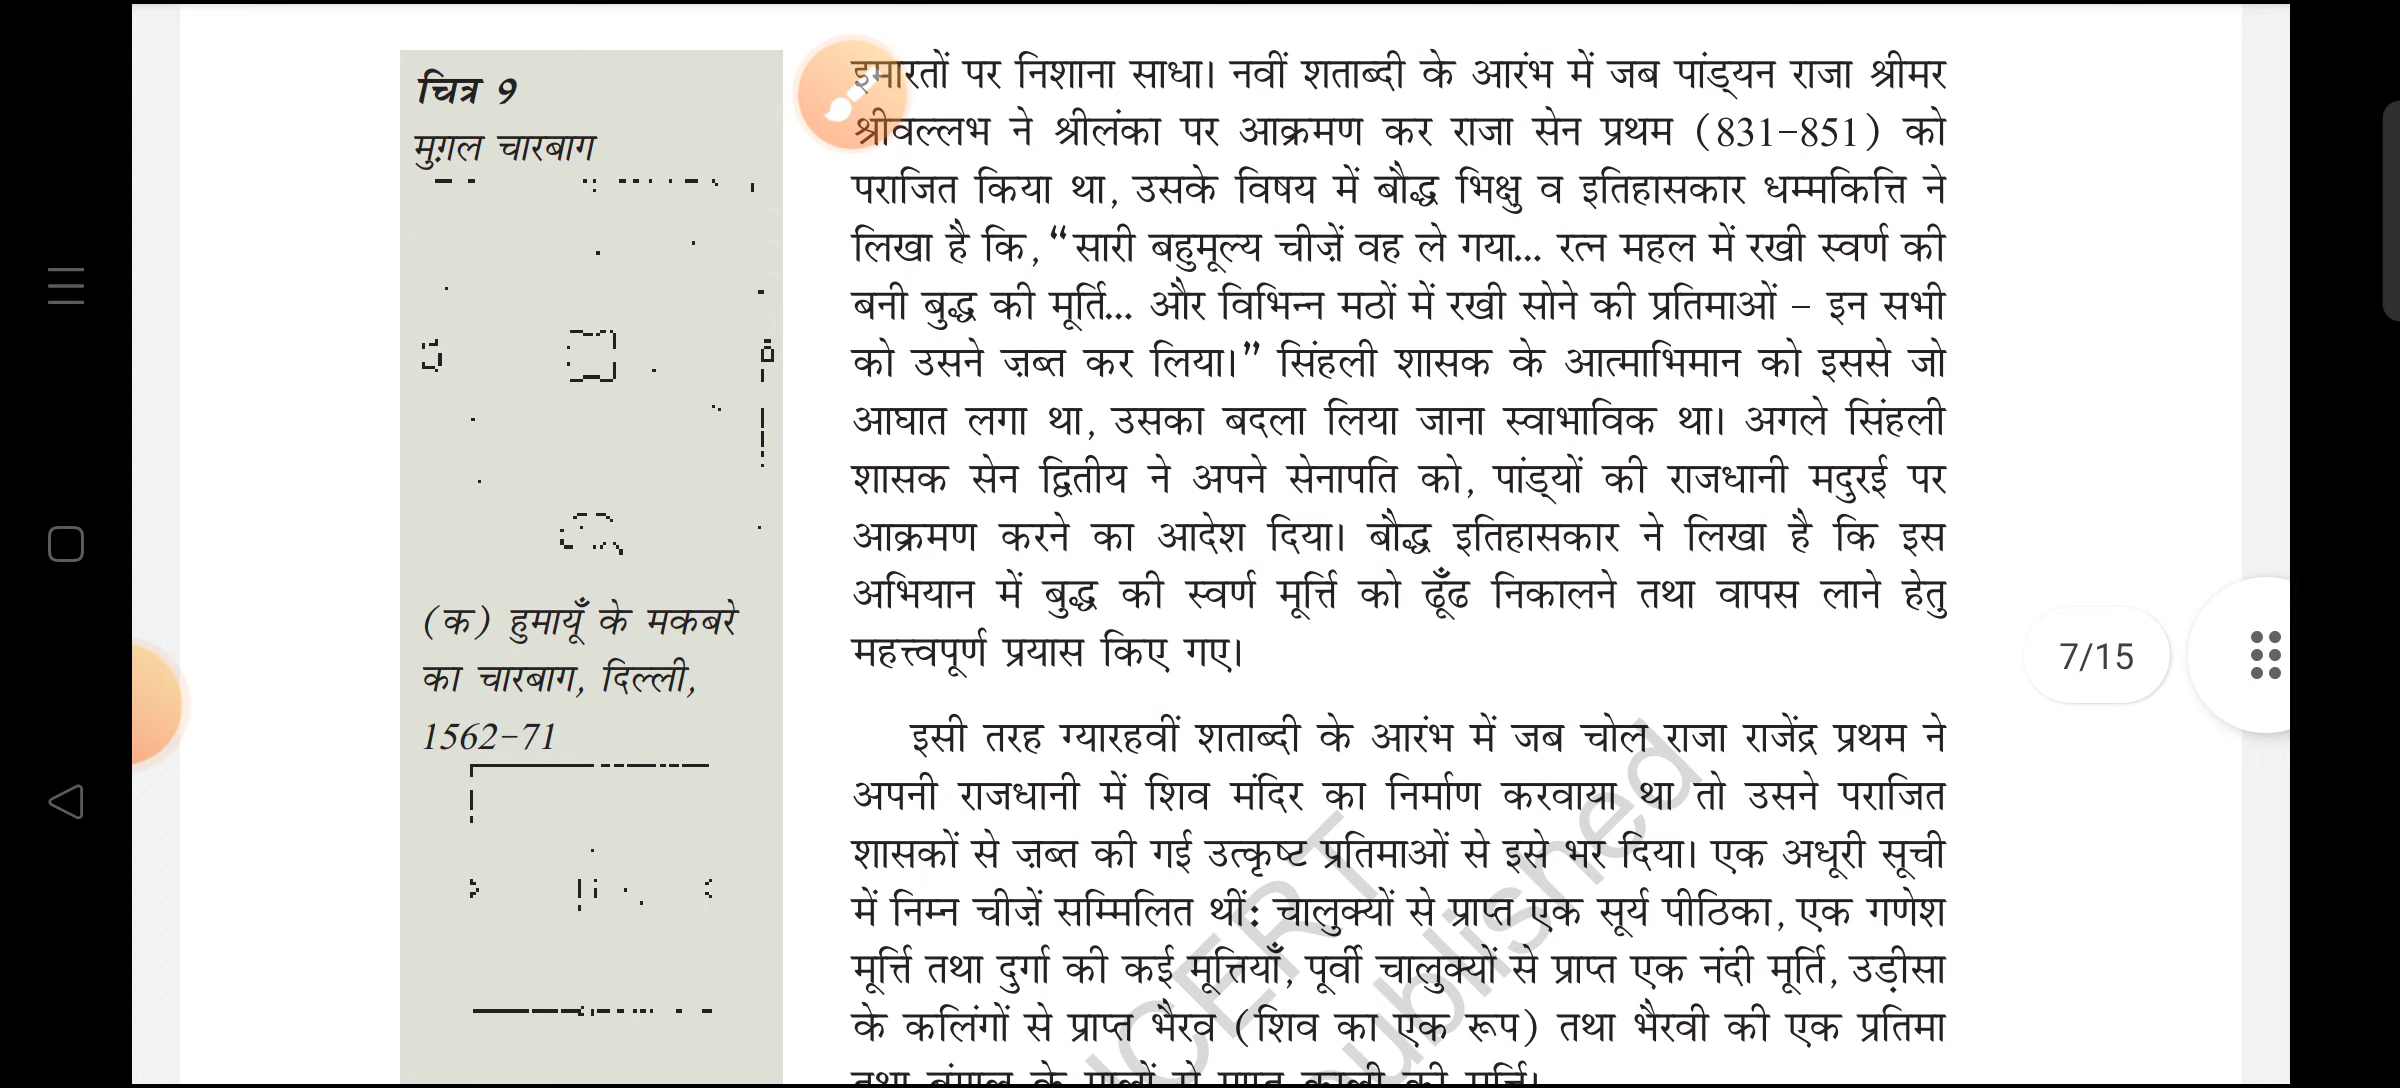 चित्र 9
मुग़ल चारबाग
(क) हुमायूँ के मकबरे
का चारबाग, दिल्ली,
1562-71
इमारतों पर निशाना साधा। नवीं शताब्दी के आरंभ में जब पांड्यन राजा श्रीमर
श्रीवल्लभ ने श्रीलंका पर आक्रमण कर राजा सेन प्रथम (831-851) को
पराजित किया था, उसके विषय में बौद्ध भिक्षु व इतिहासकार धम्मकित्ति ने
लिखा है कि, “सारी बहुमूल्य चीज़ें वह ले गया... रत्न महल में रखी स्वर्ण की
बनी बुद्ध की मूर्ति... और विभिन्न मठों में रखी सोने की प्रतिमाओं – इन सभी
को उसने ज़ब्त कर लिया।” सिंहली शासक के आत्माभिमान को इससे जो
आघात लगा था, उसका बदला लिया जाना स्वाभाविक था। अगले सिंहली
शासक सेन द्वितीय ने अपने सेनापति को, पांड्यों की राजधानी मदुरई पर
आक्रमण करने का आदेश दिया। बौद्ध इतिहासकार ने लिखा है कि इस
अभियान में बुद्ध की स्वर्ण मूर्त्ति को ढूँढ निकालने तथा वापस लाने हेतु
महत्त्वपूर्ण प्रयास किए गए।
इसी तरह ग्यारहवीं शताब्दी के आरंभ में जब चोल राजा राजेंद्र प्रथम ने
अपनी राजधानी में शिव मंदिर का निर्माण करवाया था तो उसने पराजित
शासकों से ज़ब्त की गई उत्कृष्ट प्रतिमाओं से इसे भर दिया। एक अधूरी सूची
में निम्न चीज़ें सम्मिलित थीं: चालुक्यों से प्राप्त एक सूर्य पीठिका, एक गणेश
मूर्त्ति तथा दुर्गा की कई मूत्तियाँ, पूर्वी चालुक्यों से प्राप्त एक नंदी मूर्ति, उड़ीसा
के कलिंगों से प्राप्त भैरव (शिव का एक रूप) तथा भैरवी की एक प्रतिमा
7/15